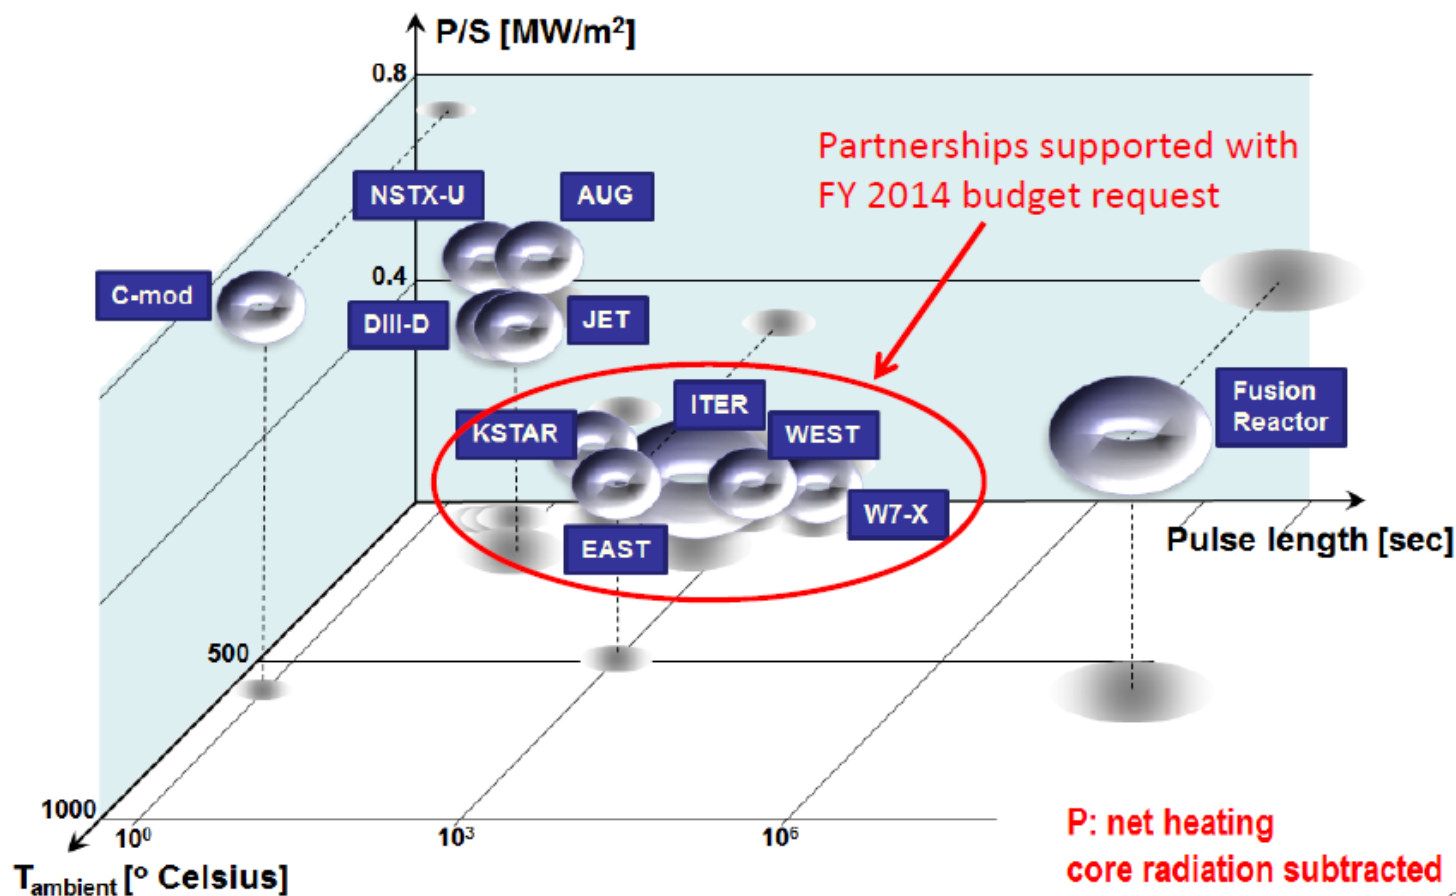 P/S [MW/m²]
0.8
Partnerships supported with
FY 2014 budget request
NSTX-U
AUG
0.4
C-mod
DIII-D
JET
ITER
KSTAR
WEST
Fusion
Reactor
W7-X
EAST
Pulse length [sec]
500
1000
10⁰
10³
10⁶
P: net heating
core radiation subtracted
Tambient [° Celsius]